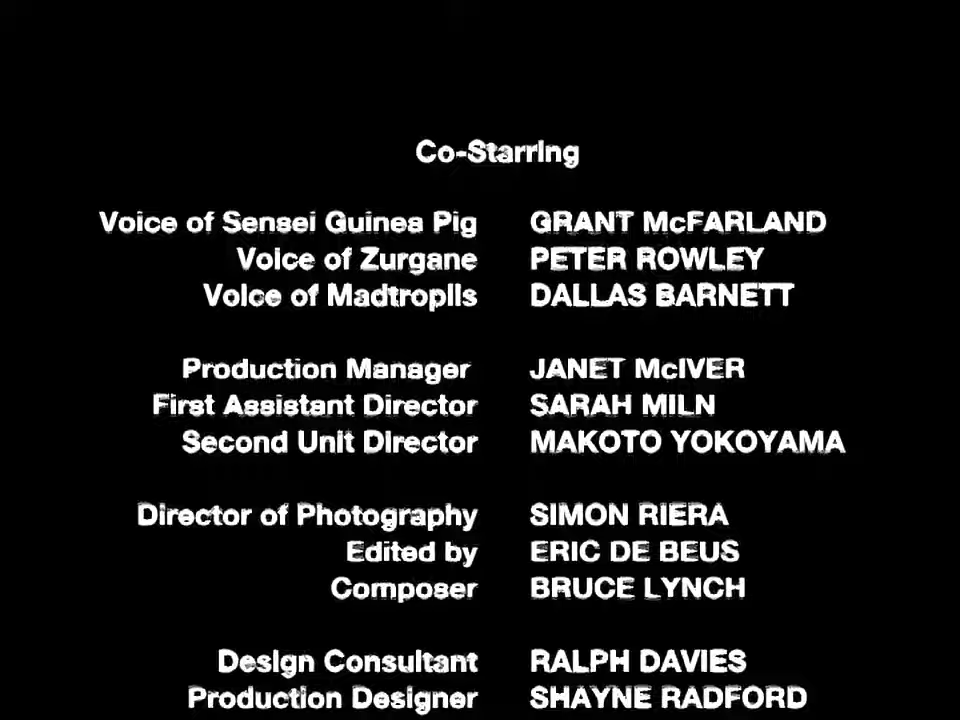 Co-Starring
Voice of Sensei Guinea Pig GRANT McFARLAND
Voice of Zurgane PETER ROWLEY
Voice of Madtroplis DALLAS BARNETT
Production Manager JANET McIVER
First Assistant Director SARAH MILN
Second Unit Director MAKOTO YOKOYAMA
Director of Photography SIMON RIERA
Edited by ERIC DE BEUS
Composer BRUCE LYNCH
Design Consultant RALPH DAVIES
Production Designer SHAYNE RADFORD